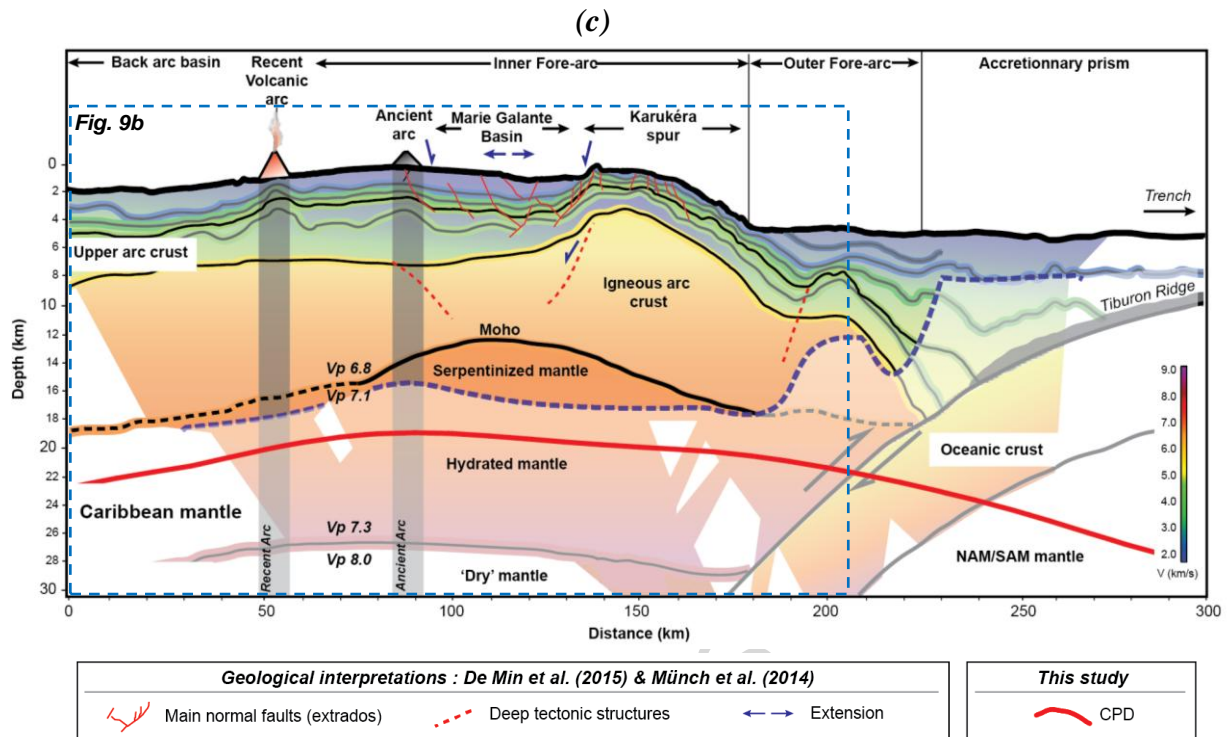 (c)
Back arc basin
Recent
Volcanic
arc
Inner Fore-arc
Outer Fore-arc
Accretionnary prism
Fig. 9b
Ancient
arc
Marie Galante
Basin
Karukéra
spur
Trench
Upper arc crust
Igneous arc
crust
Tiburon Ridge
Moho
Vp 6.8
Serpentinized mantle
Vp 7.1
Oceanic crust
Hydrated mantle
Caribbean mantle
Vp 7.3
Vp 8.0
'Dry' mantle
NAM/SAM mantle
Recent Arc
Ancient Arc
Depth (km)
0
2
4
6
8
10
12
14
16
18
20
22
24
26
28
30
9.0
8.0
7.0
6.0
5.0
4.0
3.0
2.0
V (km/s)
0 50 100 150 200 250 300
Distance (km)
Geological interpretations : De Min et al. (2015) & Münch et al. (2014)
Main normal faults (extrados) Deep tectonic structures Extension
This study
CPD